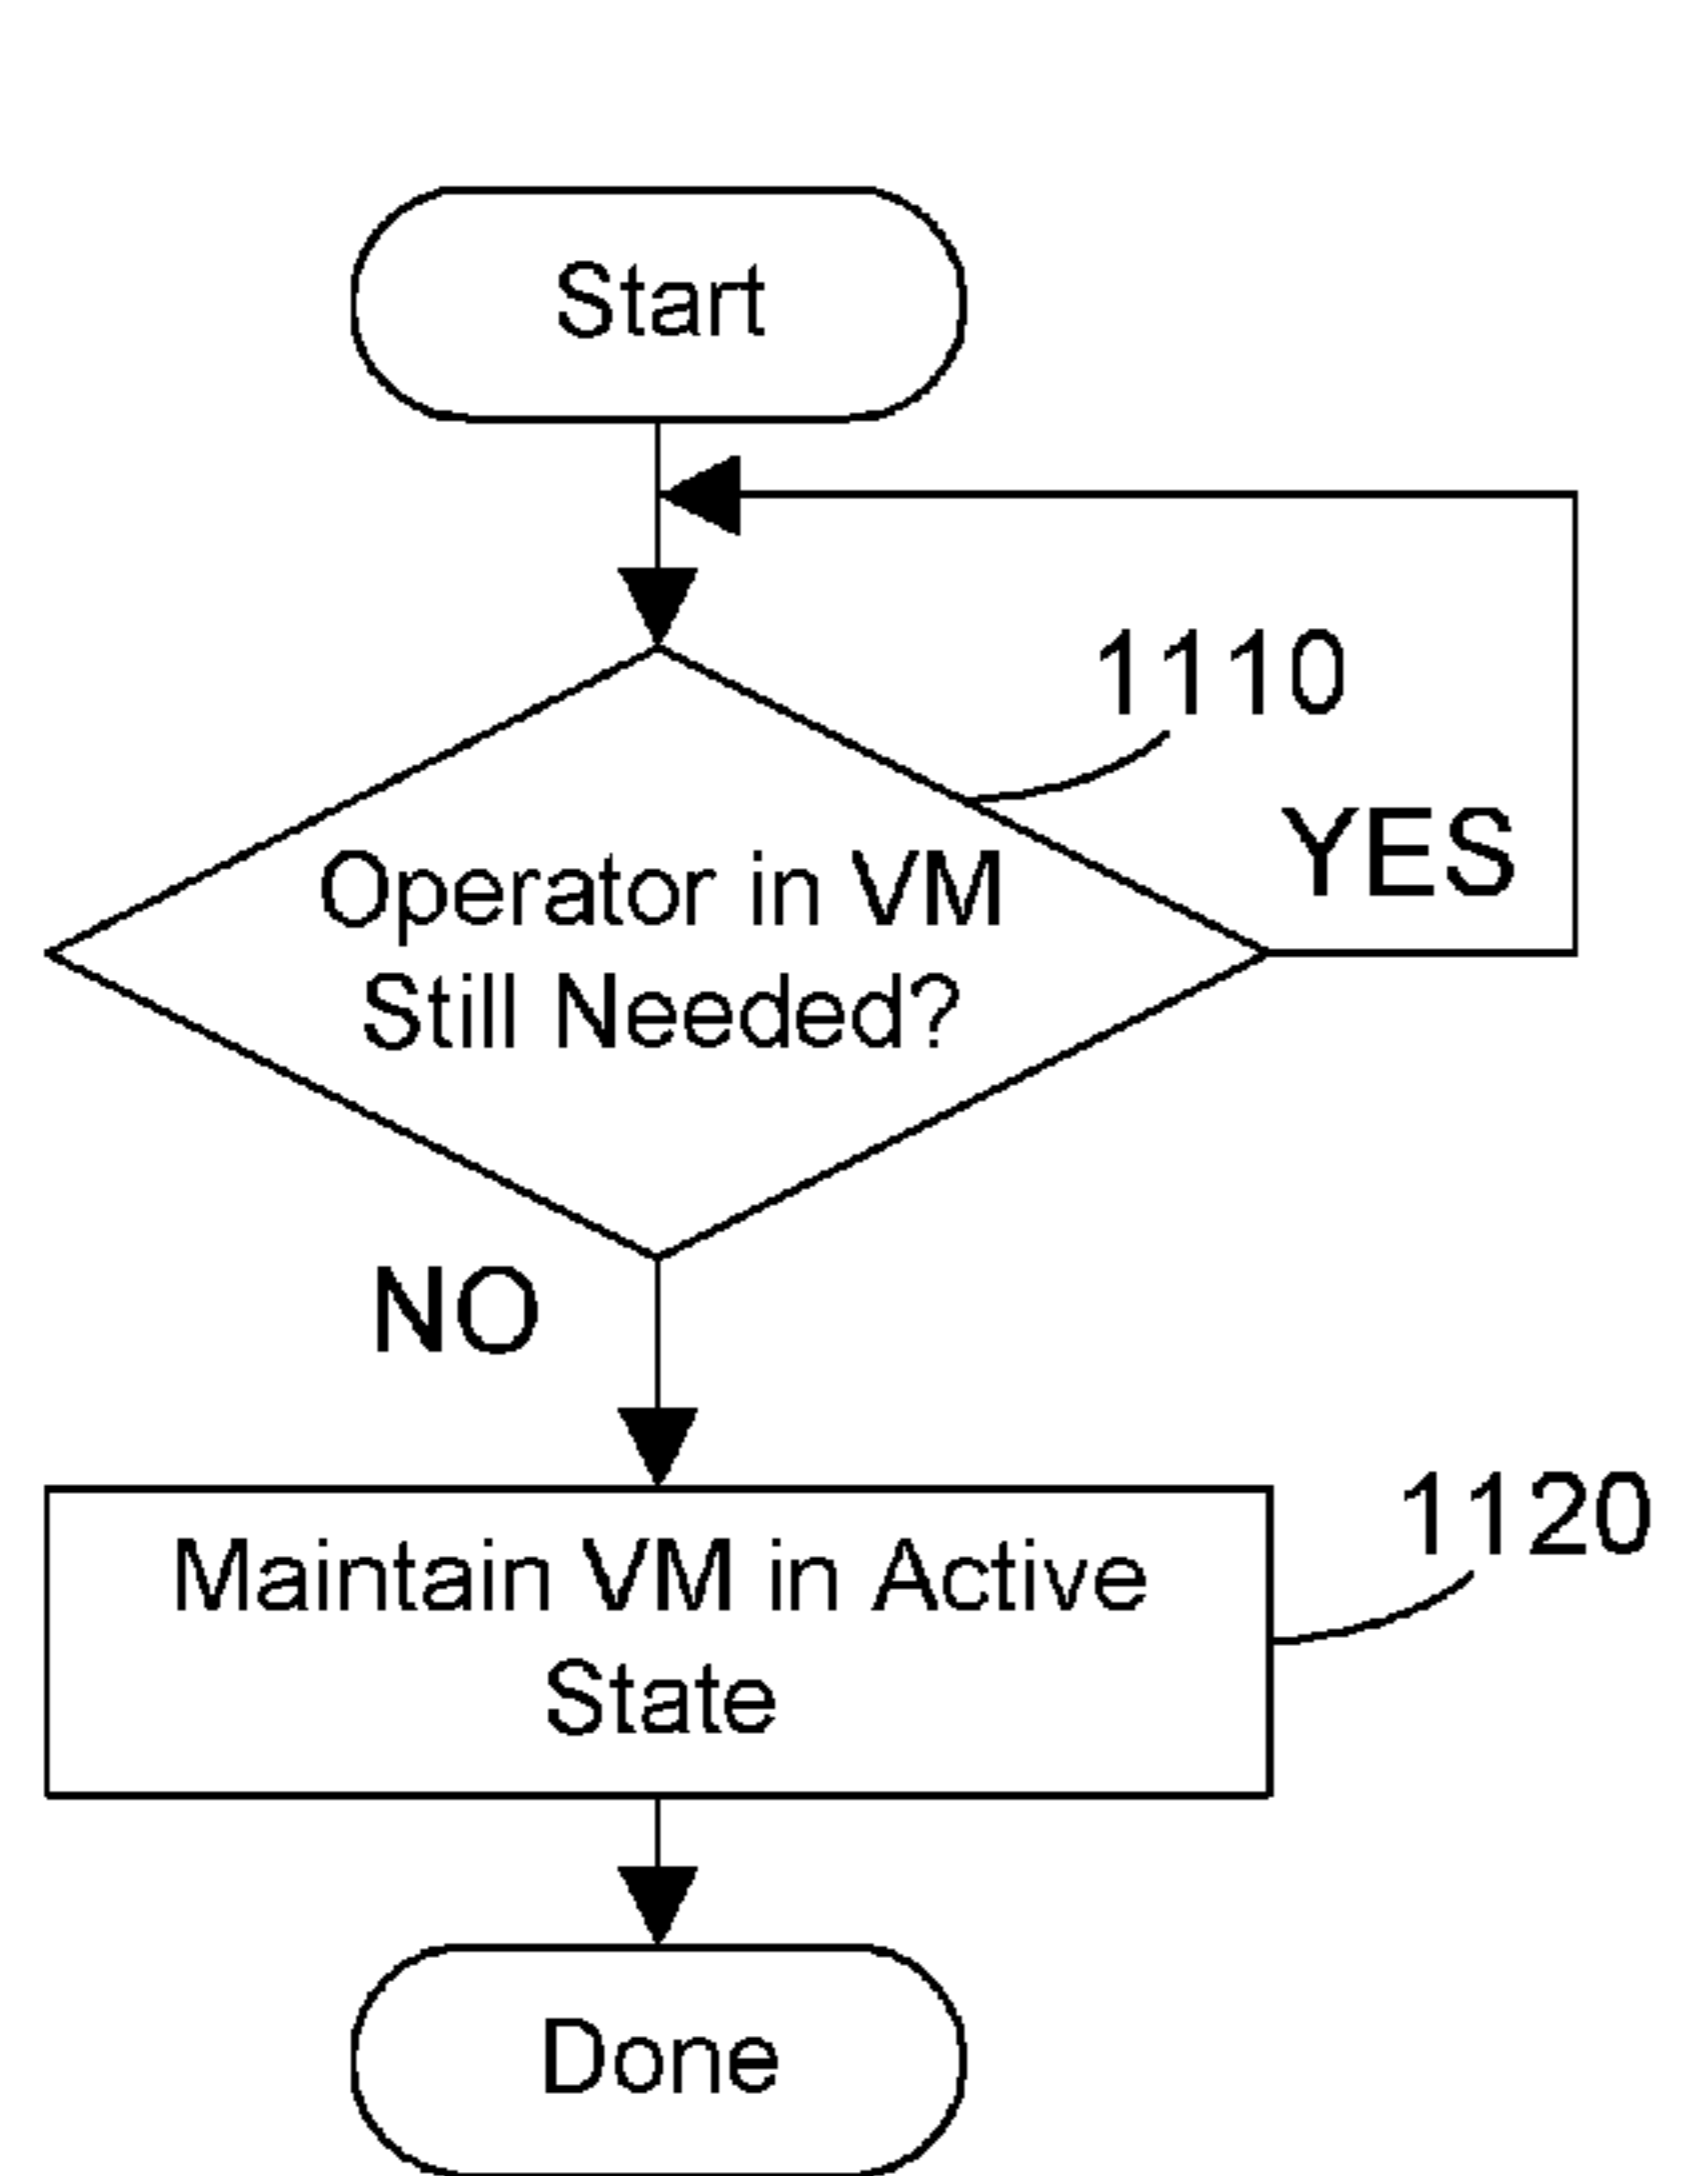 Start
1110
YES
Operator in VM
Still Needed?
NO
1120
Maintain VM in Active
State
Done